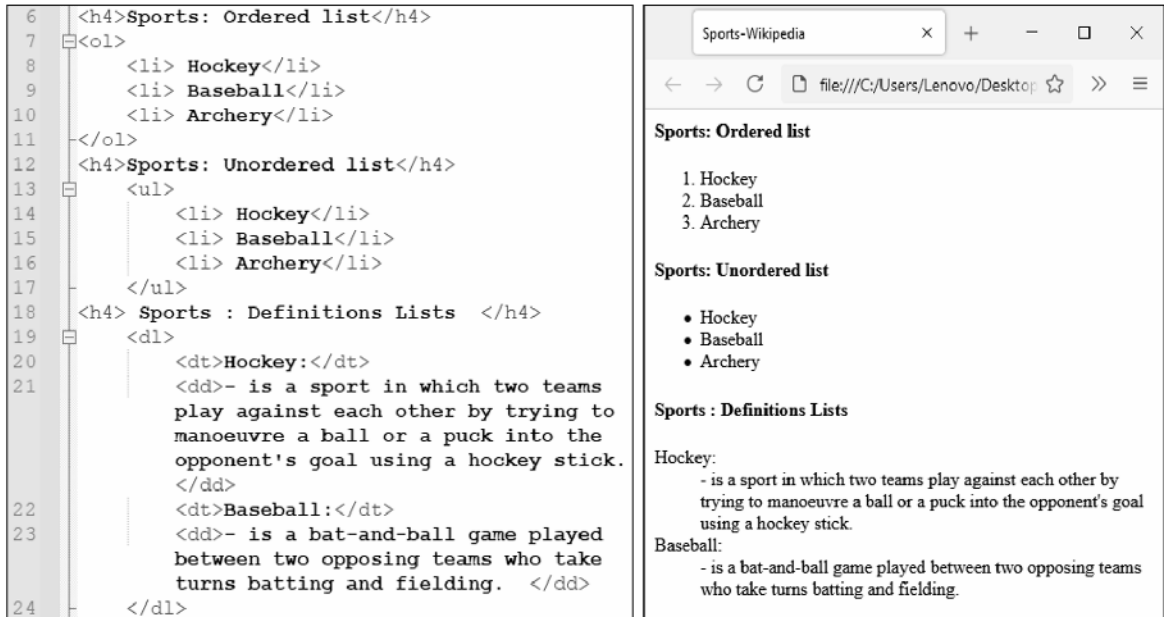 6 <h4>Sports: Ordered list</h4>
7 <ol>
8 <li> Hockey</li>
9 <li> Baseball</li>
10 <li> Archery</li>
11 </ol>
12 <h4>Sports: Unordered list</h4>
13 <ul>
14 <li> Hockey</li>
15 <li> Baseball</li>
16 <li> Archery</li>
17 </ul>
18 <h4> Sports : Definitions Lists  </h4>
19 <dl>
20 <dt>Hockey:</dt>
21 <dd>- is a sport in which two teams
play against each other by trying to
manoeuvre a ball or a puck into the
opponent's goal using a hockey stick.
</dd>
22 <dt>Baseball:</dt>
23 <dd>- is a bat-and-ball game played
between two opposing teams who take
turns batting and fielding.  </dd>
24 </dl>
Sports-Wikipedia
file:///C:/Users/Lenovo/Desktop
Sports: Ordered list
1. Hockey
2. Baseball
3. Archery
Sports: Unordered list
• Hockey
• Baseball
• Archery
Sports : Definitions Lists
Hockey:
- is a sport in which two teams play against each other by
trying to manoeuvre a ball or a puck into the opponent's goal
using a hockey stick.
Baseball:
- is a bat-and-ball game played between two opposing teams
who take turns batting and fielding.